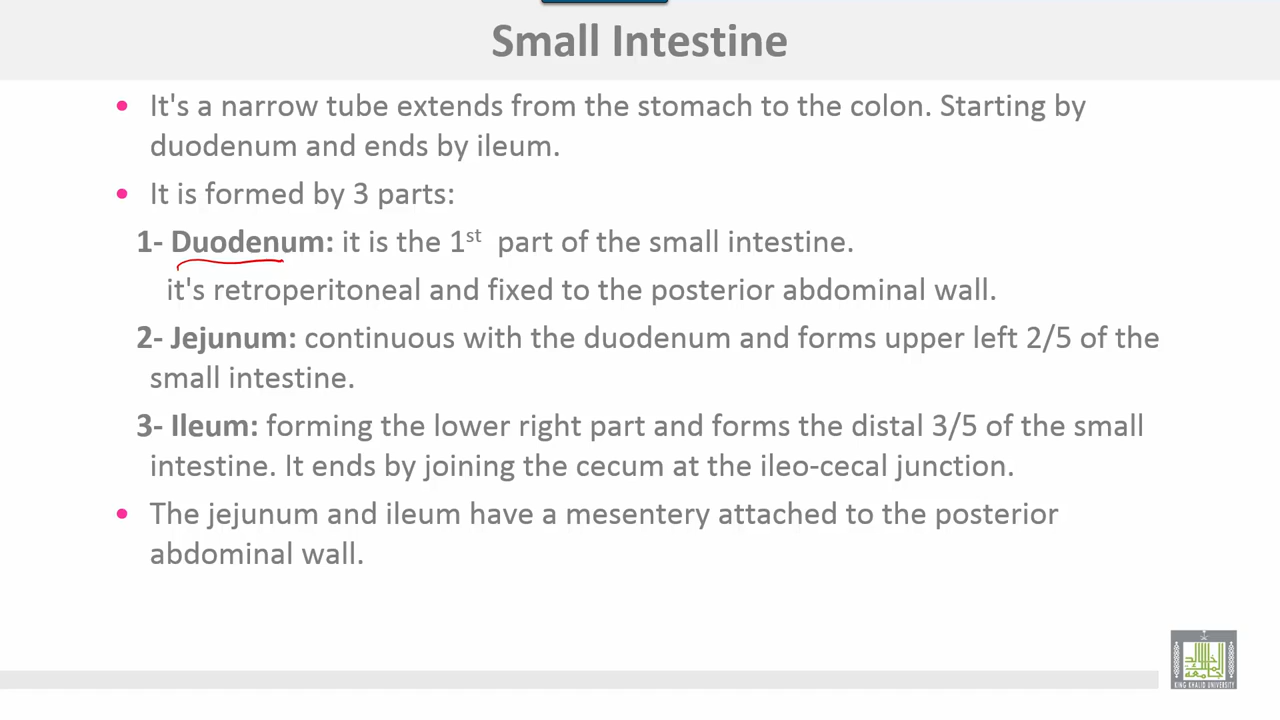 Small Intestine
• It's a narrow tube extends from the stomach to the colon. Starting by
duodenum and ends by ileum.
• It is formed by 3 parts:
1- Duodenum: it is the 1st part of the small intestine.
it's retroperitoneal and fixed to the posterior abdominal wall.
2- Jejunum: continuous with the duodenum and forms upper left 2/5 of the
small intestine.
3- Ileum: forming the lower right part and forms the distal 3/5 of the small
intestine. It ends by joining the cecum at the ileo-cecal junction.
• The jejunum and ileum have a mesentery attached to the posterior
abdominal wall.
KING KHALID UNIVERSITY